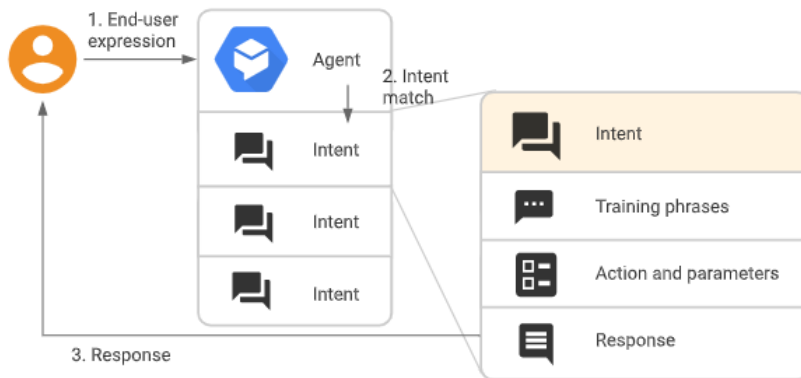 1. End-user
expression
Agent
2. Intent
match
Intent
Intent
Intent
Intent
Training phrases
Action and parameters
Response
3. Response